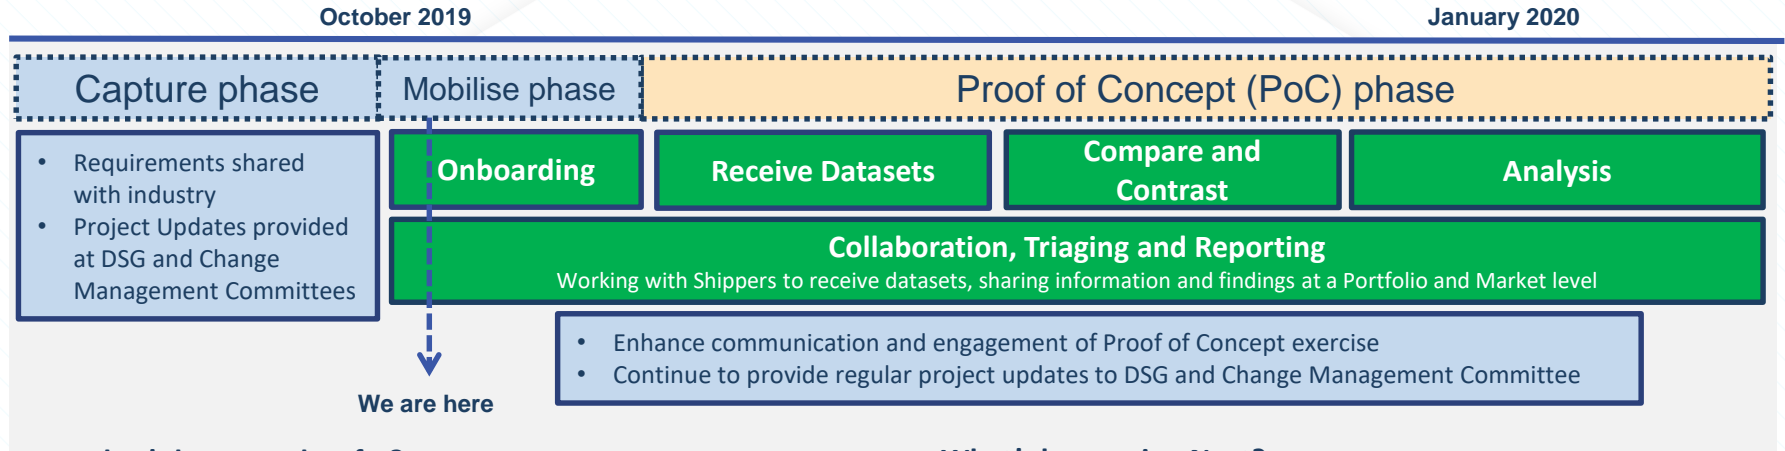 October 2019
January 2020
Capture phase
Mobilise phase
Proof of Concept (PoC) phase
• Requirements shared
with industry
• Project Updates provided
at DSG and Change
Management Committees
Onboarding
Receive Datasets
Compare and
Contrast
Analysis
Collaboration, Triaging and Reporting
Working with Shippers to receive datasets, sharing information and findings at a Portfolio and Market level
• Enhance communication and engagement of Proof of Concept exercise
• Continue to provide regular project updates to DSG and Change Management Committee
We are here